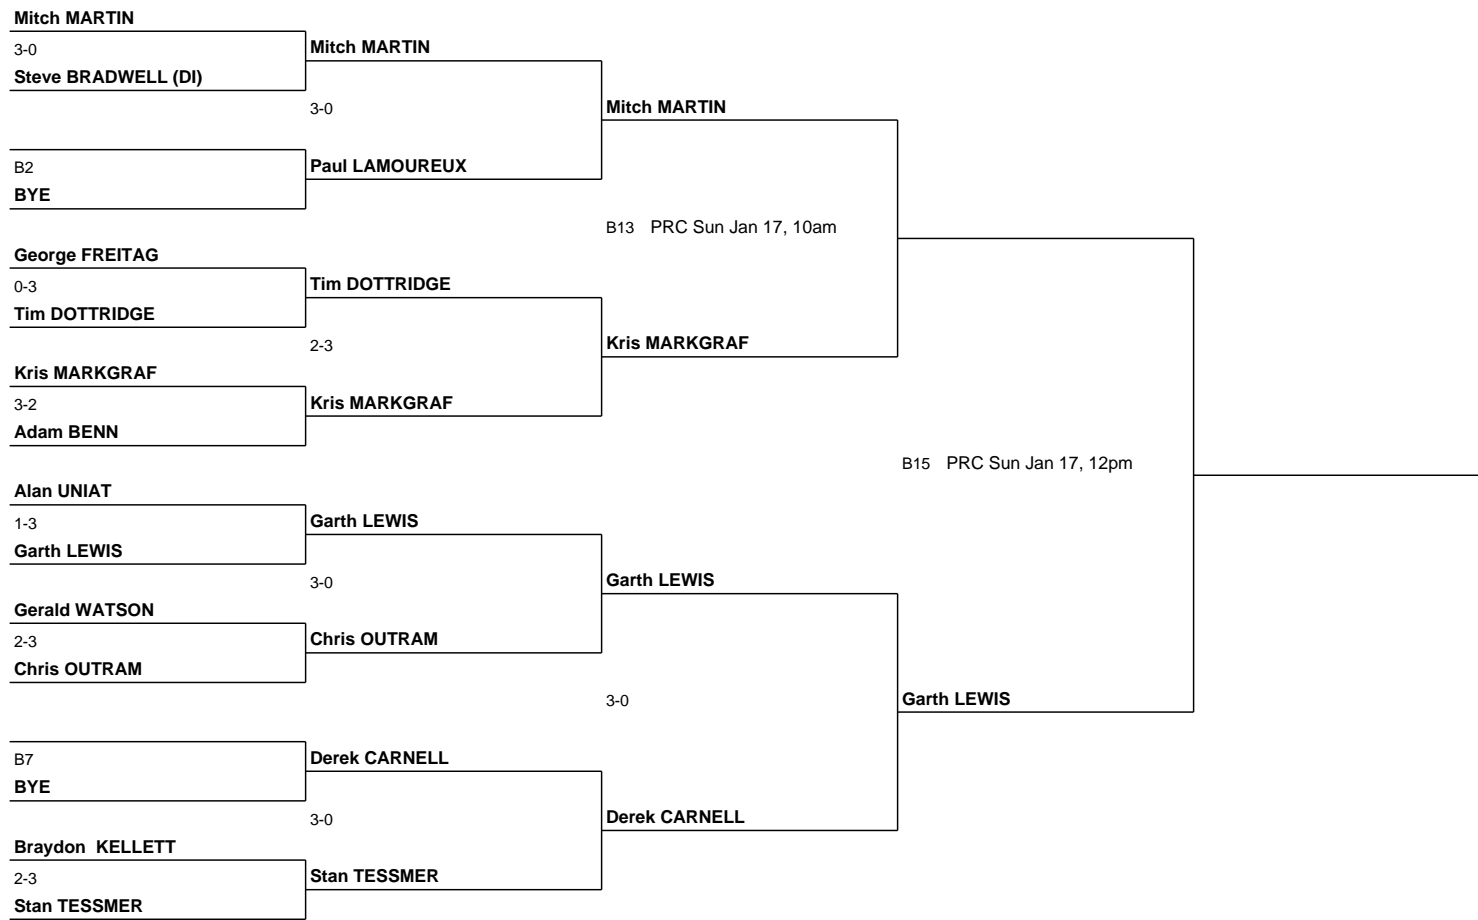 Mitch MARTIN
3-0
Steve BRADWELL (DI)
B2
BYE
George FREITAG
0-3
Tim DOTTRIDGE
Kris MARKGRAF
3-2
Adam BENN
Alan UNIAT
1-3
Garth LEWIS
Gerald WATSON
2-3
Chris OUTRAM
B7
BYE
Braydon  KELLETT
2-3
Stan TESSMER
Mitch MARTIN
3-0
Paul LAMOUREUX
Tim DOTTRIDGE
2-3
Kris MARKGRAF
Garth LEWIS
3-0
Chris OUTRAM
Derek CARNELL
3-0
Stan TESSMER
Mitch MARTIN
B13 PRC Sun Jan 17, 10am
Kris MARKGRAF
Garth LEWIS
3-0
Derek CARNELL
B15 PRC Sun Jan 17, 12pm
Garth LEWIS